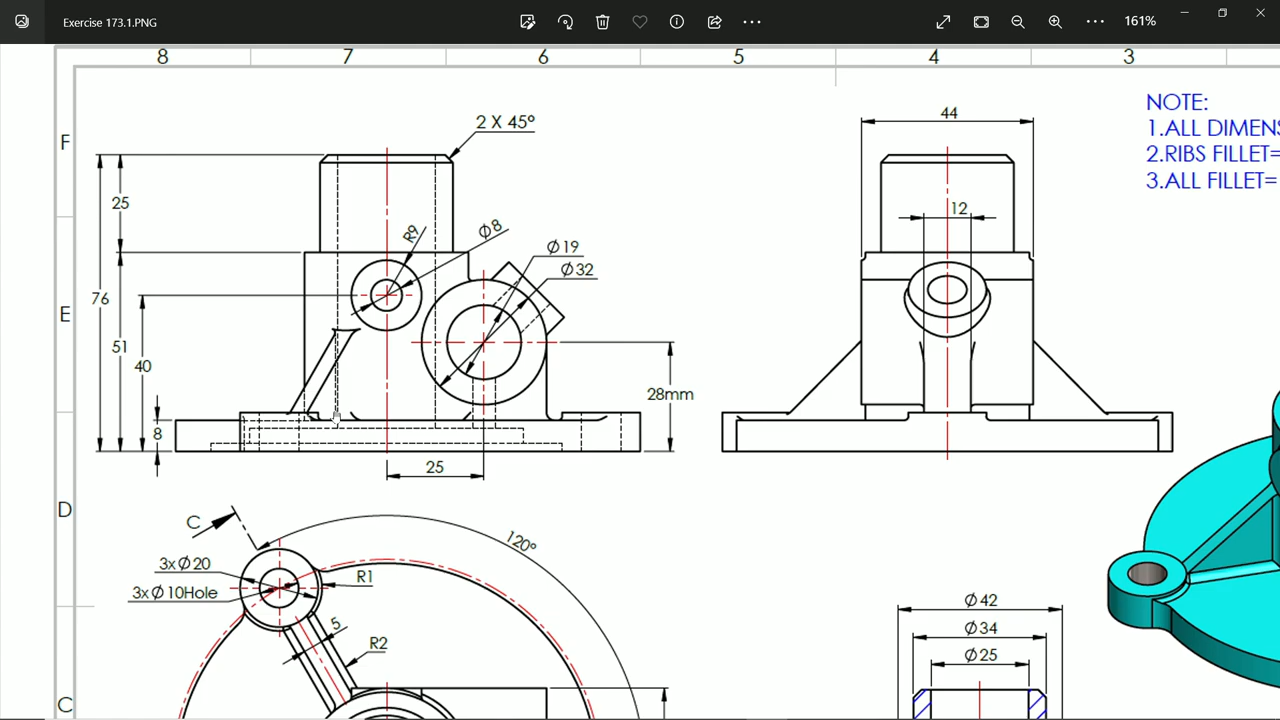 Exercise 173.1.PNG
161%
8 7 6 5 4 3
F
E
D
C
2 X 45º
25
76
51
40
8
R9
Ø8
Ø19
Ø32
28mm
25
44
12
NOTE:
1.ALL DIMENS
2.RIBS FILLET=
3.ALL FILLET=
C
120°
3xØ20
3xØ10Hole
R1
5
R2
Ø42
Ø34
Ø25